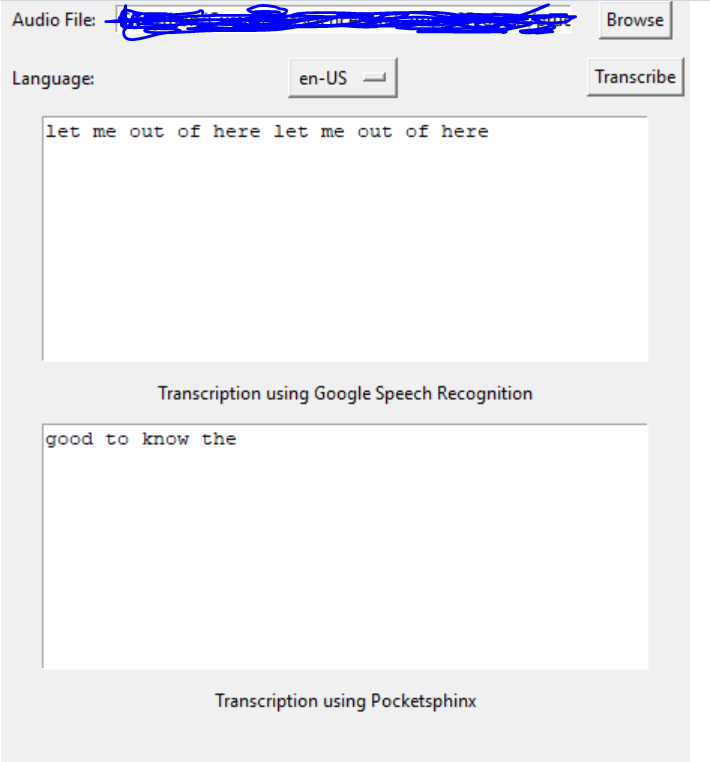 Audio File:
Browse
Language:
en-US
Transcribe
let me out of here let me out of here
Transcription using Google Speech Recognition
good to know the
Transcription using Pocketsphinx